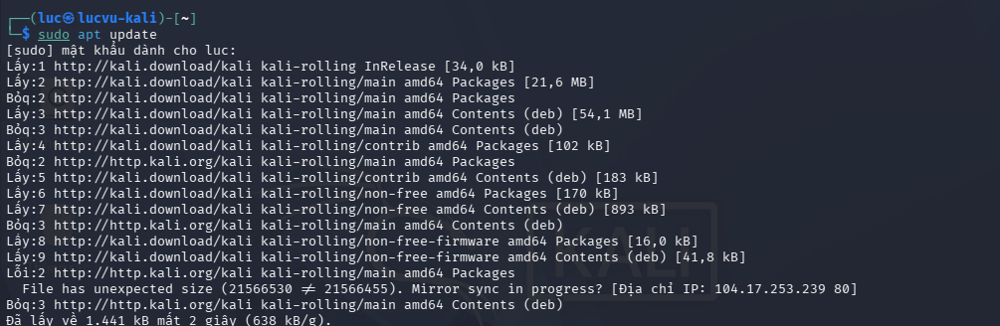 ┌──(luc㉿lucvu-kali)-[~]
└─$ sudo apt update
[sudo] mật khẩu dành cho luc:
Lấy:1 http://kali.download/kali kali-rolling InRelease [34,0 kB]
Lấy:2 http://kali.download/kali kali-rolling/main amd64 Packages [21,6 MB]
Bỏq:2 http://kali.download/kali kali-rolling/main amd64 Packages
Lấy:3 http://kali.download/kali kali-rolling/main amd64 Contents (deb) [54,1 MB]
Bỏq:3 http://kali.download/kali kali-rolling/main amd64 Contents (deb)
Lấy:4 http://kali.download/kali kali-rolling/contrib amd64 Packages [102 kB]
Bỏq:2 http://http.kali.org/kali kali-rolling/main amd64 Packages
Lấy:5 http://kali.download/kali kali-rolling/contrib amd64 Contents (deb) [183 kB]
Lấy:6 http://kali.download/kali kali-rolling/non-free amd64 Packages [170 kB]
Lấy:7 http://kali.download/kali kali-rolling/non-free amd64 Contents (deb) [893 kB]
Bỏq:3 http://http.kali.org/kali kali-rolling/main amd64 Contents (deb)
Lấy:8 http://kali.download/kali kali-rolling/non-free-firmware amd64 Packages [16,0 kB]
Lấy:9 http://kali.download/kali kali-rolling/non-free-firmware amd64 Contents (deb) [41,8 kB]
Lỗi:2 http://http.kali.org/kali kali-rolling/main amd64 Packages
File has unexpected size (21566530 != 21566455). Mirror sync in progress? [Địa chỉ IP: 104.17.253.239 80]
Bỏq:3 http://http.kali.org/kali kali-rolling/main amd64 Contents (deb)
Đã lấy về 1.441 kB mất 2 giây (638 kB/g).
KALI